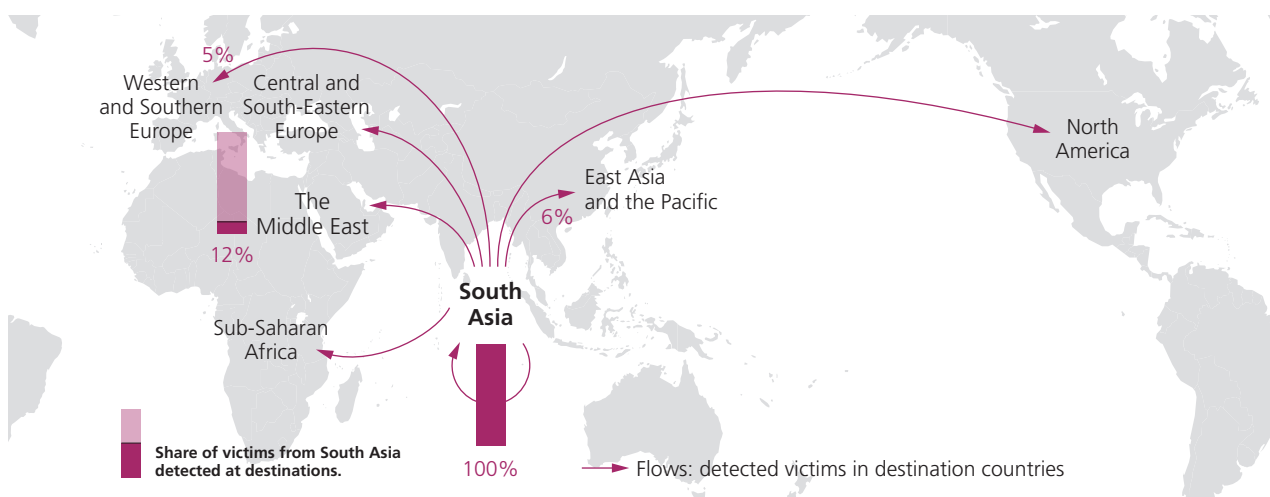 5%
Western
and Southern
Europe
Central and
South-Eastern
Europe
North
America
East Asia
and the Pacific
6%
The
Middle East
12%
South
Asia
Sub-Saharan
Africa
Share of victims from South Asia
detected at destinations.
100%
Flows: detected victims in destination countries